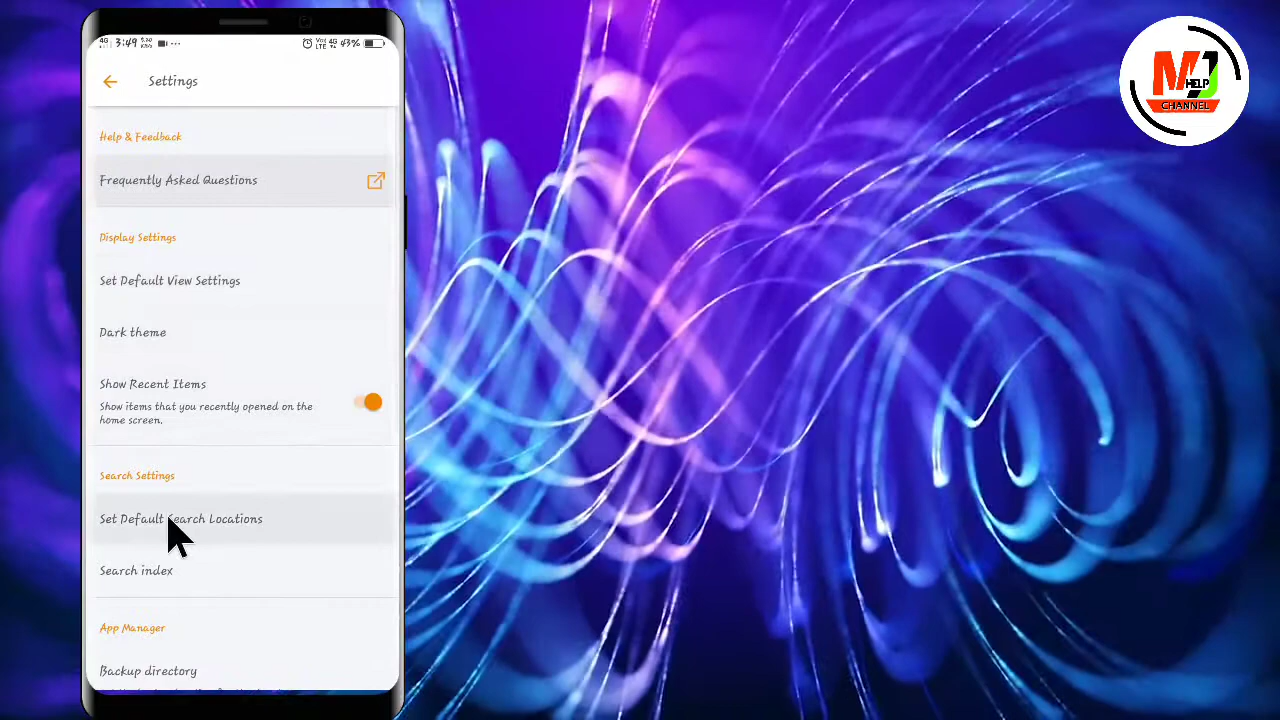 3:49
43%
Settings
Help & Feedback
Frequently Asked Questions
Display Settings
Set Default View Settings
Dark theme
Show Recent Items
Show items that you recently opened on the
home screen.
Search Settings
Set Default Search Locations
Search index
App Manager
Backup directory
MJ
HELP
CHANNEL